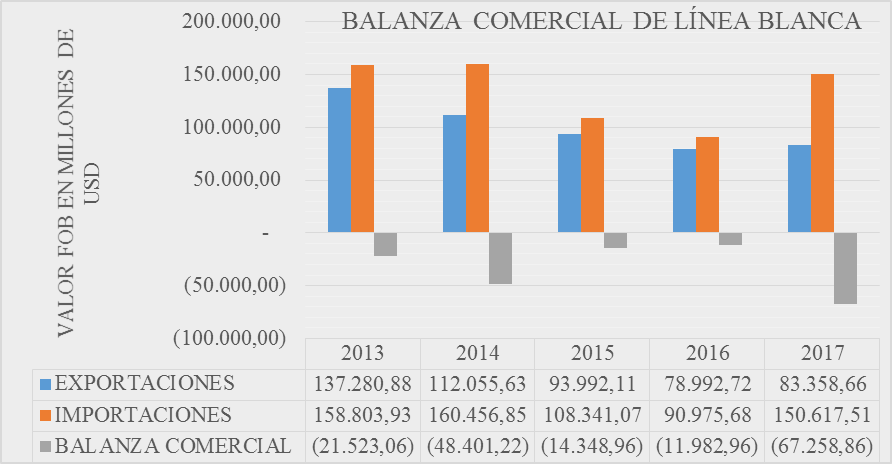 BALANZA COMERCIAL DE LÍNEA BLANCA
VALOR FOB EN MILLONES DE
USD
200.000,00
150.000,00
100.000,00
50.000,00
-
(50.000,00)
(100.000,00)
2013 2014 2015 2016 2017
EXPORTACIONES 137.280,88 112.055,63 93.992,11 78.992,72 83.358,66
IMPORTACIONES 158.803,93 160.456,85 108.341,07 90.975,68 150.617,51
BALANZA COMERCIAL (21.523,06) (48.401,22) (14.348,96) (11.982,96) (67.258,86)